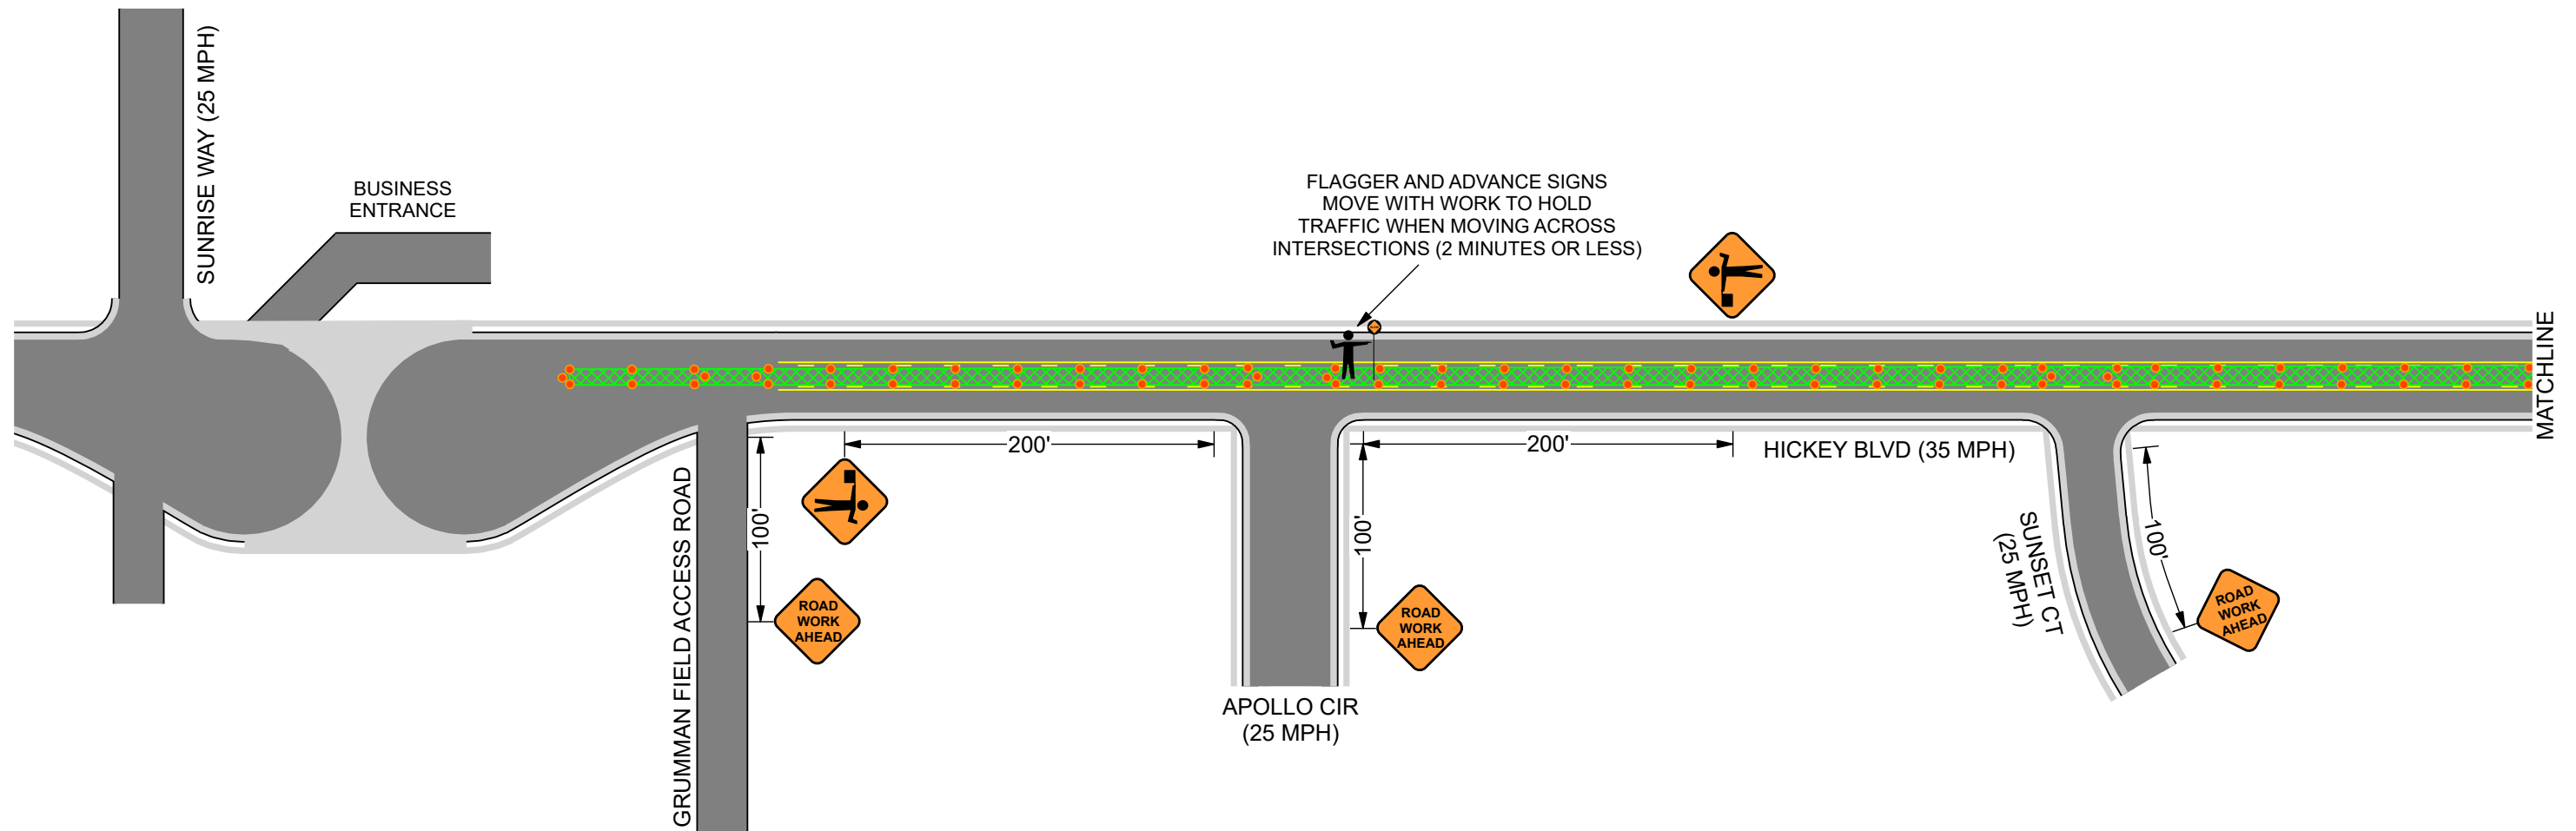 SUNRISE WAY (25 MPH)
BUSINESS
ENTRANCE
FLAGGER AND ADVANCE SIGNS
MOVE WITH WORK TO HOLD
TRAFFIC WHEN MOVING ACROSS
INTERSECTIONS (2 MINUTES OR LESS)
MATCHLINE
200'
200'
HICKEY BLVD (35 MPH)
GRUMMAN FIELD ACCESS ROAD
100'
ROAD
WORK
AHEAD
100'
ROAD
WORK
AHEAD
APOLLO CIR
(25 MPH)
SUNSET CT
(25 MPH)
100'
ROAD
WORK
AHEAD